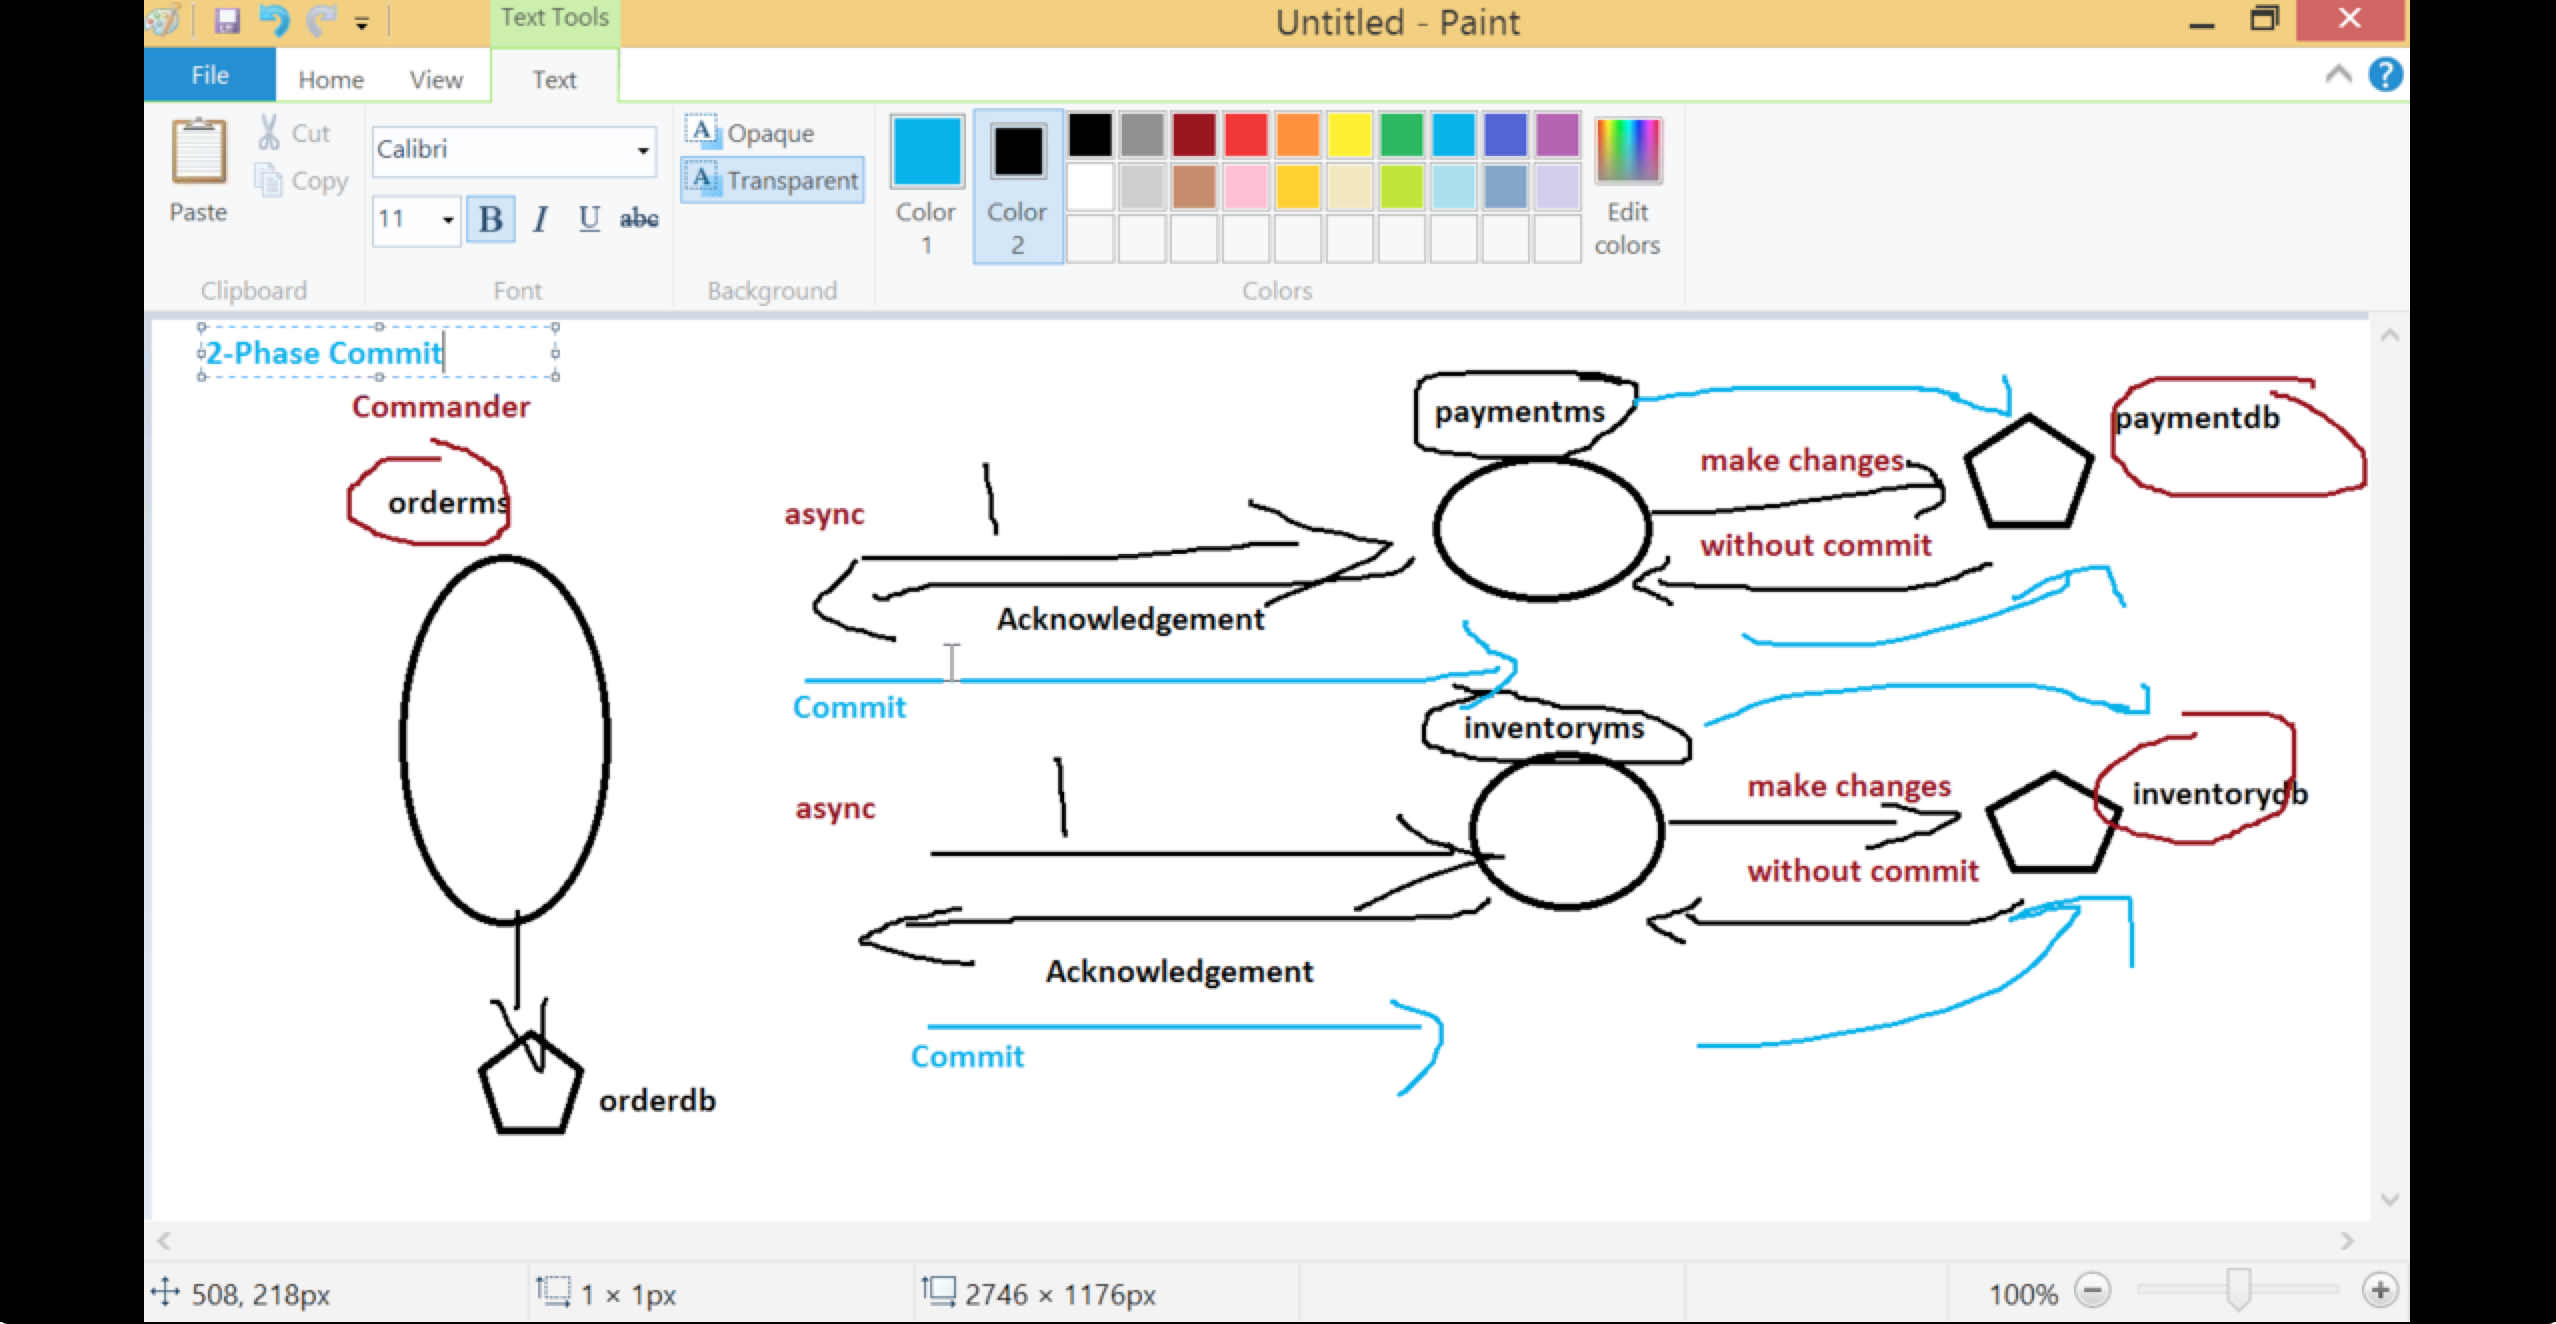 Text Tools
Untitled - Paint
File
Home
View
Text
?
Paste
Cut
Copy
Clipboard
Calibri
11
B
I
U
abc
Font
A Opaque
A Transparent
Background
Color
1
Color
2
Edit
colors
Colors
2-Phase Commit
Commander
orderms
orderdb
async
Acknowledgement
Commit
paymentms
make changes
without commit
paymentdb
async
Acknowledgement
Commit
inventoryms
make changes
without commit
inventorydb
508, 218px
1 × 1px
2746 × 1176px
100%